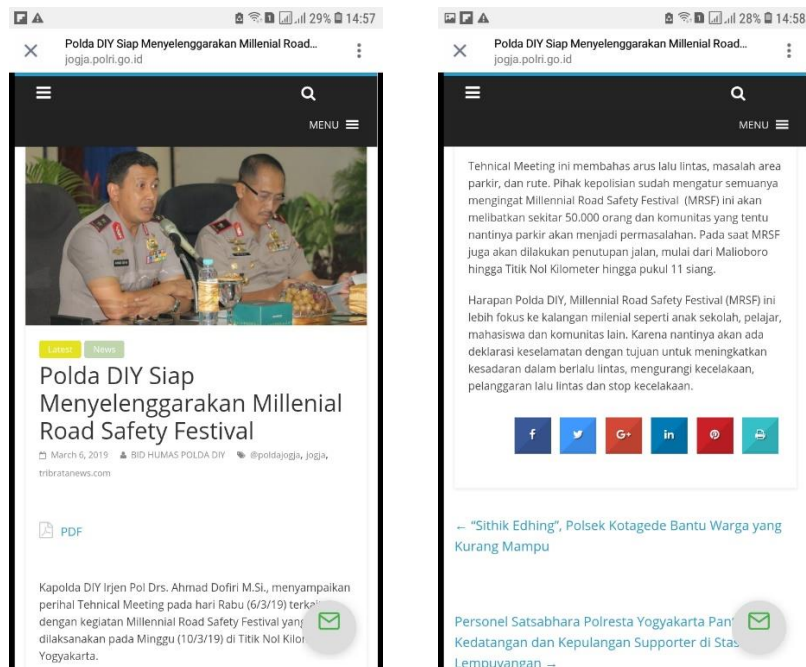 29% 14:57
Polda DIY Siap Menyelenggarakan Millenial Road...
jogja.polri.go.id
MENU
Latest News
Polda DIY Siap
Menyelenggarakan Millenial
Road Safety Festival
March 6, 2019 BID HUMAS POLDA DIY @poldajogja, jogja,
tribratanews.com
PDF
Kapolda DIY Irjen Pol Drs. Ahmad Dofiri M.Si., menyampaikan
perihal Tehnical Meeting pada hari Rabu (6/3/19)
dengan kegiatan Millennial Road Safety Festival
dilaksanakan pada Minggu (10/3/19) di Titik Nol
Yogyakarta.
28% 14:58
Polda DIY Siap Menyelenggarakan Millenial Road...
jogja.polri.go.id
MENU
Tehnical Meeting ini membahas arus lalu lintas, masalah area
parkir, dan rute. Pihak kepolisian sudah mengatur semuanya
mengingat Millennial Road Safety Festival (MRSF) ini akan
melibatkan sekitar 50.000 orang dan komunitas yang tentu
nantinya parkir akan menjadi permasalahan. Pada saat MRSF
juga akan dilakukan penutupan jalan, mulai dari Malioboro
hingga Titik Nol Kilometer hingga pukul 11 siang.
Harapan Polda DIY, Millennial Road Safety Festival (MRSF) ini
lebih fokus ke kalangan milenial seperti anak sekolah, pelajar,
mahasiswa dan komunitas lain. Karena nantinya akan ada
deklarasi keselamatan dengan tujuan untuk meningkatkan
kesadaran dalam berlalu lintas, mengurangi kecelakaan,
pelanggaran lalu lintas dan stop kecelakaan.
f G+ in
← “Sithik Edhing”, Polsek Kotagede Bantu Warga yang
Kurang Mampu
Personel Satsabhara Polresta Yogyakarta
Kedatangan dan Kepulangan Supporter di
Lempuyangan →